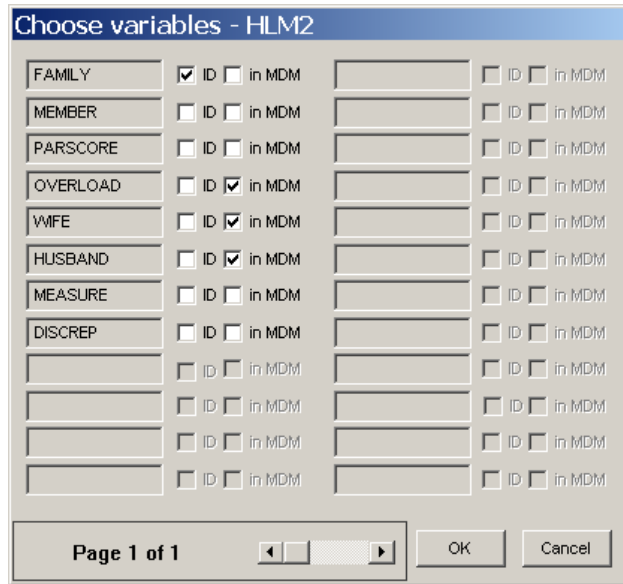 Choose variables - HLM2
FAMILY ID in MDM ID in MDM
MEMBER ID in MDM ID in MDM
PARSCORE ID in MDM ID in MDM
OVERLOAD ID in MDM ID in MDM
WIFE ID in MDM ID in MDM
HUSBAND ID in MDM ID in MDM
MEASURE ID in MDM ID in MDM
DISCREP ID in MDM ID in MDM
ID in MDM ID in MDM
ID in MDM ID in MDM
ID in MDM ID in MDM
ID in MDM ID in MDM
Page 1 of 1 OK Cancel